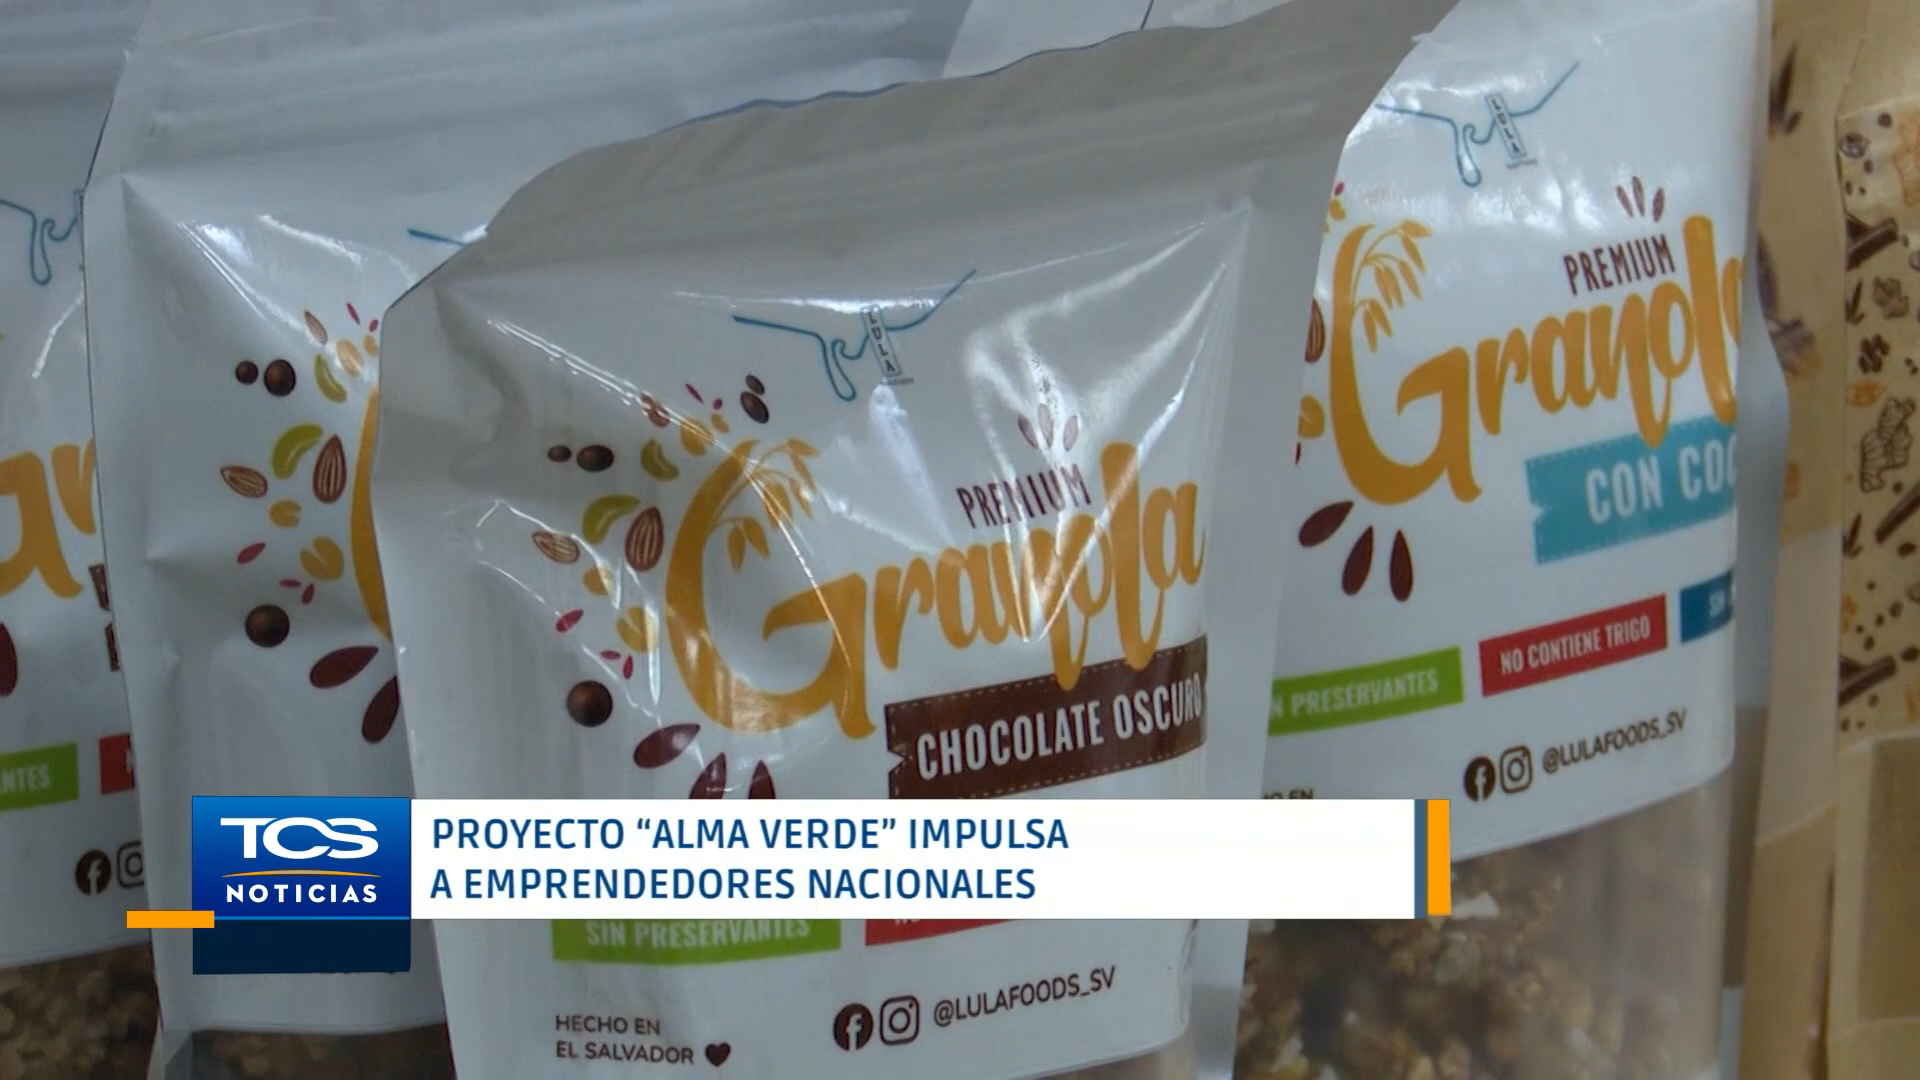 LULA
PREMIUM
Granola
CHOCOLATE OSCURO
SIN PRESERVANTES
HECHO EN
EL SALVADOR
@LULAFOODS_SV
LULA
PREMIUM
Granola
CON COC
N PRESERVANTES
NO CONTIENE TRIGO
SIN
@LULAFOODS_SV
NTES
TCS
NOTICIAS
PROYECTO “ALMA VERDE” IMPULSA
A EMPRENDEDORES NACIONALES